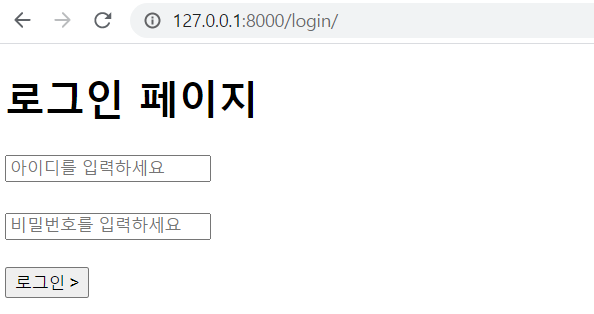 127.0.0.1:8000/login/
로그인 페이지
아이디를 입력하세요
비밀번호를 입력하세요
로그인 >